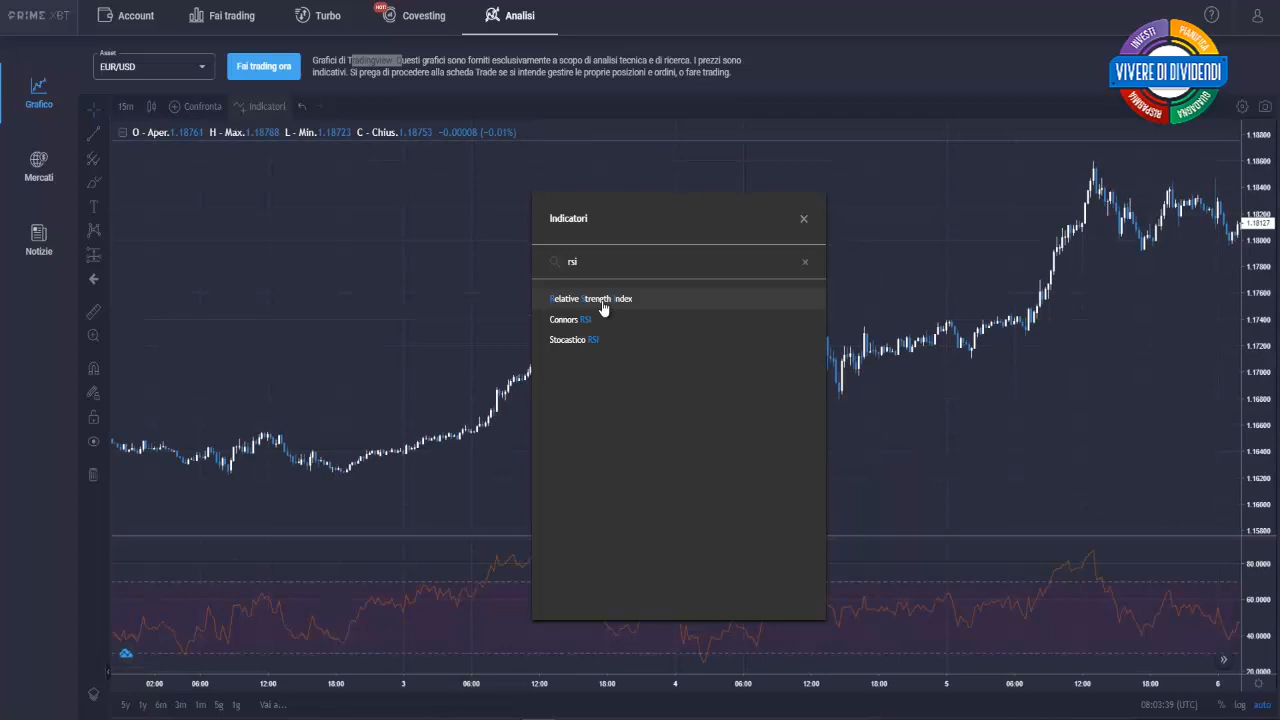 PRIME XBT
Account
Fai trading
Turbo
HOT
Covesting
Analisi
Asset
EUR/USD
Fai trading ora
Grafici di Tradingview. Questi grafici sono forniti esclusivamente a scopo di analisi tecnica e di ricerca. I prezzi sono
indicativi. Si prega di procedere alla scheda Trade se si intende gestire le proprie posizioni e ordini, o fare trading.
INVESTI
PIANIFICA
VIVERE DI DIVIDENDI
RISPARMIA
GUADAGNA
Grafico
Mercati
Notizie
15m
Confronta
Indicatori
O - Aper.1.18761 H - Max.1.18768 L - Min.1.18723 C - Chius.1.18753 −0.00008 (−0.01%)
Indicatori
rsi
Relative Strength Index
Connors RSI
Stocastico RSI
1.18800
1.18600
1.18400
1.18200
1.18127
1.18000
1.17800
1.17600
1.17400
1.17200
1.17000
1.16800
1.16600
1.16400
1.16200
1.16000
1.15800
80.0000
60.0000
40.0000
20.0000
02:00
06:00
12:00
18:00
3
06:00
12:00
18:00
4
06:00
12:00
18:00
5
06:00
12:00
18:00
6
5y
1y
6m
3m
1m
5g
1g
Vai a...
08:03:39 (UTC)
%
log
auto